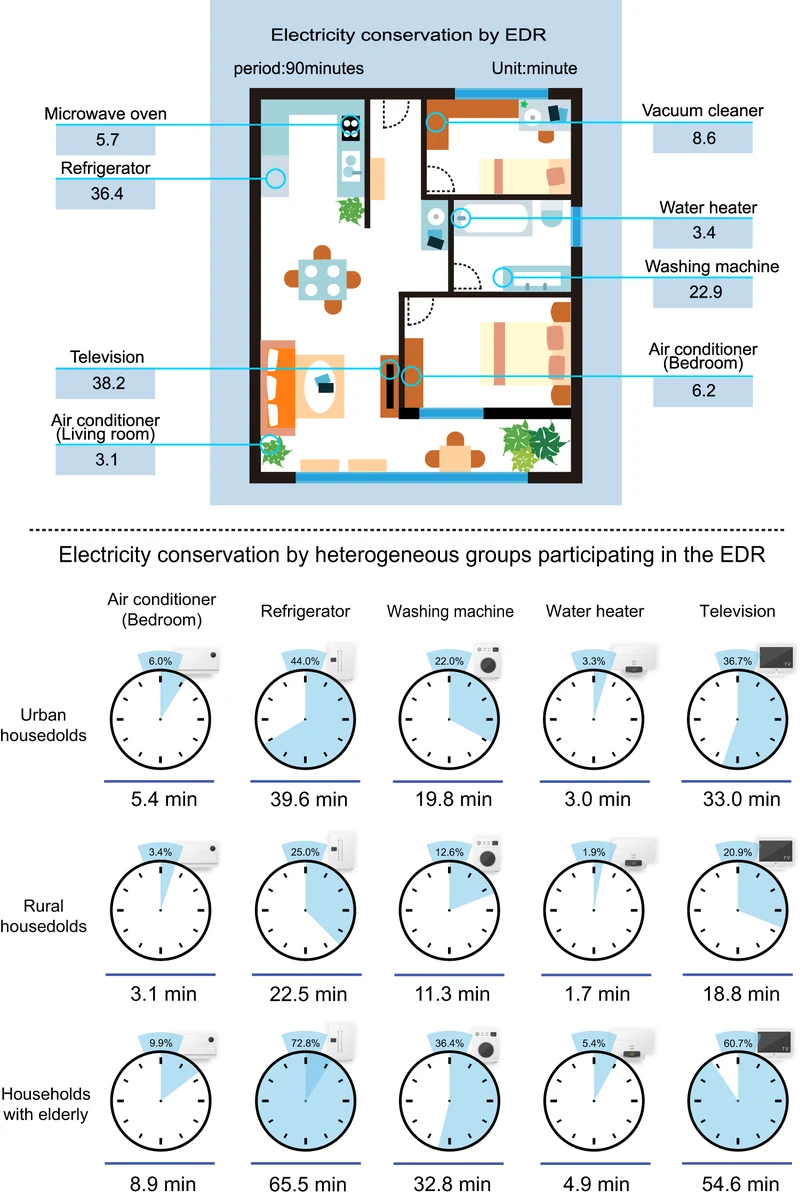 Electricity conservation by EDR
period:90minutes
Unit:minute
Microwave oven
5.7
Refrigerator
36.4
Television
38.2
Air conditioner
(Living room)
3.1
Vacuum cleaner
8.6
Water heater
3.4
Washing machine
22.9
Air conditioner
(Bedroom)
6.2
Electricity conservation by heterogeneous groups participating in the EDR
Air conditioner
(Bedroom)
Refrigerator
Washing machine
Water heater
Television
Urban
housedolds
6.0%
44.0%
22.0%
3.3%
36.7%
TV
5.4 min
39.6 min
19.8 min
3.0 min
33.0 min
Rural
housedolds
3.4%
25.0%
12.6%
1.9%
20.9%
TV
3.1 min
22.5 min
11.3 min
1.7 min
18.8 min
Households
with elderly
9.9%
72.8%
36.4%
5.4%
60.7%
TV
8.9 min
65.5 min
32.8 min
4.9 min
54.6 min